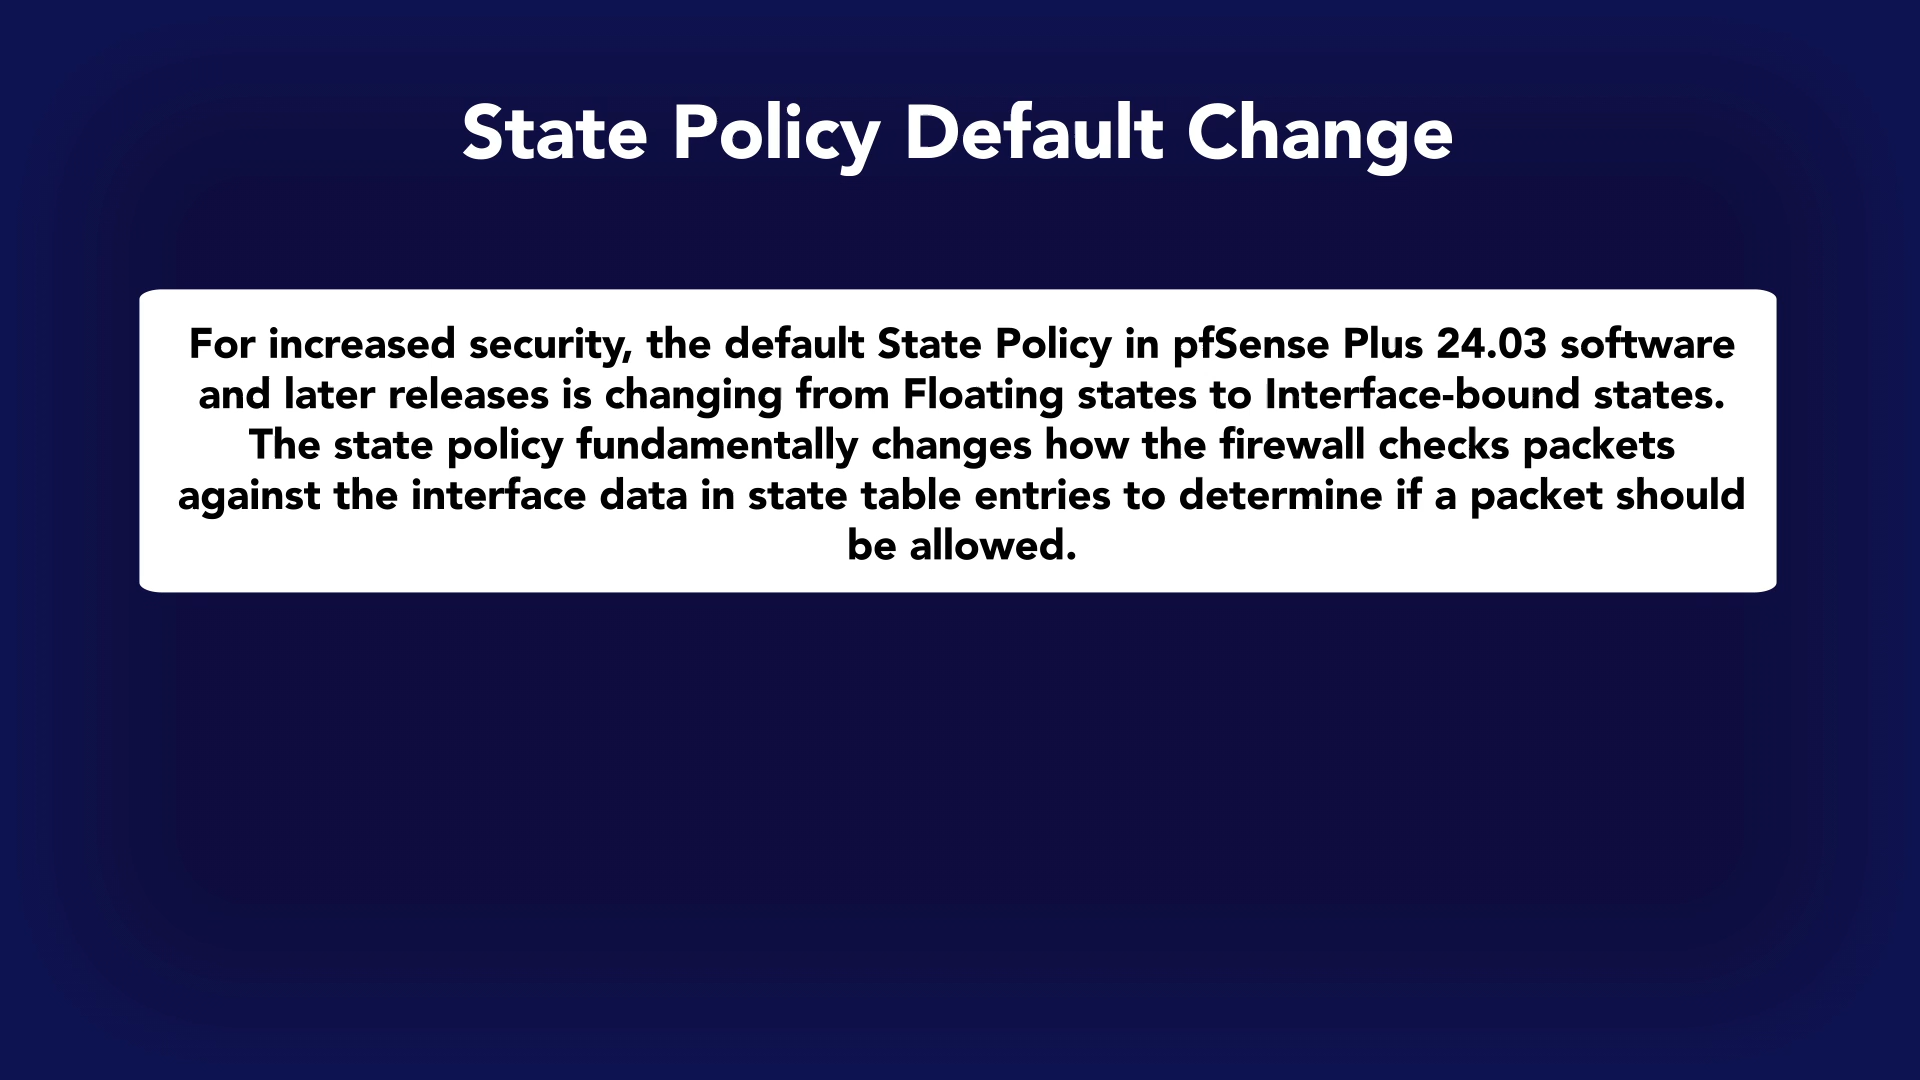 State Policy Default Change
For increased security, the default State Policy in pfSense Plus 24.03 software
and later releases is changing from Floating states to Interface-bound states.
The state policy fundamentally changes how the firewall checks packets
against the interface data in state table entries to determine if a packet should
be allowed.